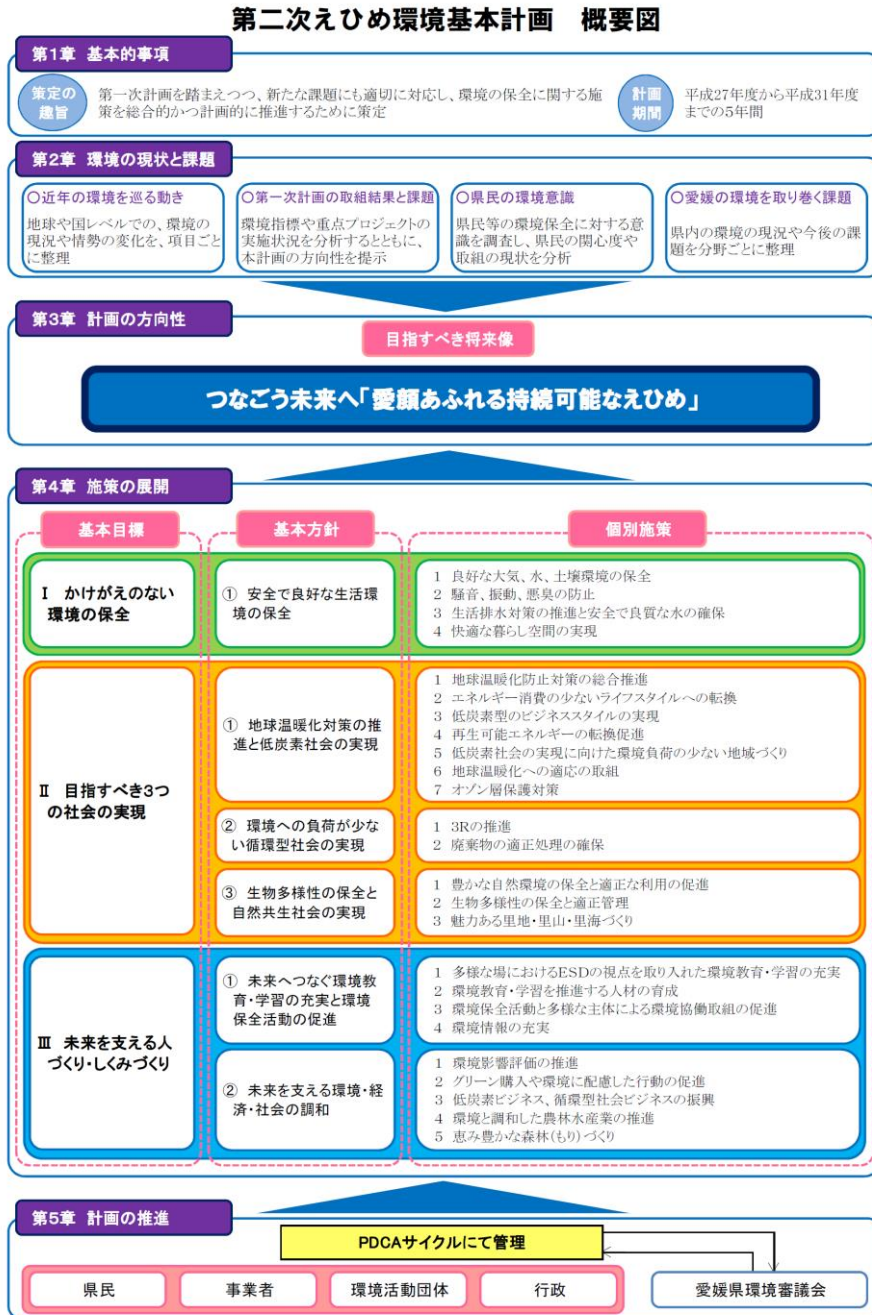 第二次えひめ環境基本計画　概要図
第1章 基本的事項
策定の
趣旨
第一次計画を踏まえつつ、新たな課題にも適切に対応し、環境の保全に関する施
策を総合的かつ計画的に推進するために策定
計画
期間
平成27年度から平成31年度
までの5年間
第2章 環境の現状と課題
○近年の環境を巡る動き
地球や国レベルでの、環境の
現況や情勢の変化を、項目ごと
に整理
○第一次計画の取組結果と課題
環境指標や重点プロジェクトの
実施状況を分析するとともに、
本計画の方向性を提示
○県民の環境意識
県民等の環境保全に対する意
識を調査し、県民の関心度や
取組の現状を分析
○愛媛の環境を取り巻く課題
県内の環境の現況や今後の課
題を分野ごとに整理
第3章 計画の方向性
目指すべき将来像
つなごう未来へ「愛顔あふれる持続可能なえひめ」
第4章 施策の展開
基本目標
基本方針
個別施策
Ⅰ　かけがえのない
環境の保全
① 安全で良好な生活環
境の保全
1 良好な大気、水、土壌環境の保全
2 騒音、振動、悪臭の防止
3 生活排水対策の推進と安全で良質な水の確保
4 快適な暮らし空間の実現
Ⅱ　目指すべき3つ
の社会の実現
① 地球温暖化対策の推
進と低炭素社会の実現
1 地球温暖化防止対策の総合推進
2 エネルギー消費の少ないライフスタイルへの転換
3 低炭素型のビジネススタイルの実現
4 再生可能エネルギーの転換促進
5 低炭素社会の実現に向けた環境負荷の少ない地域づくり
6 地球温暖化への適応の取組
7 オゾン層保護対策
② 環境への負荷が少な
い循環型社会の実現
1 3Rの推進
2 廃棄物の適正処理の確保
③ 生物多様性の保全と
自然共生社会の実現
1 豊かな自然環境の保全と適正な利用の促進
2 生物多様性の保全と適正管理
3 魅力ある里地・里山・里海づくり
Ⅲ　未来を支える人
づくり・しくみづくり
① 未来へつなぐ環境教
育・学習の充実と環境
保全活動の促進
1 多様な場におけるESDの視点を取り入れた環境教育・学習の充実
2 環境教育・学習を推進する人材の育成
3 環境保全活動と多様な主体による環境協働取組の促進
4 環境情報の充実
② 未来を支える環境・経
済・社会の調和
1 環境影響評価の推進
2 グリーン購入や環境に配慮した行動の促進
3 低炭素ビジネス、循環型社会ビジネスの振興
4 環境と調和した農林水産業の推進
5 恵み豊かな森林(もり)づくり
第5章 計画の推進
PDCAサイクルにて管理
県民
事業者
環境活動団体
行政
愛媛県環境審議会